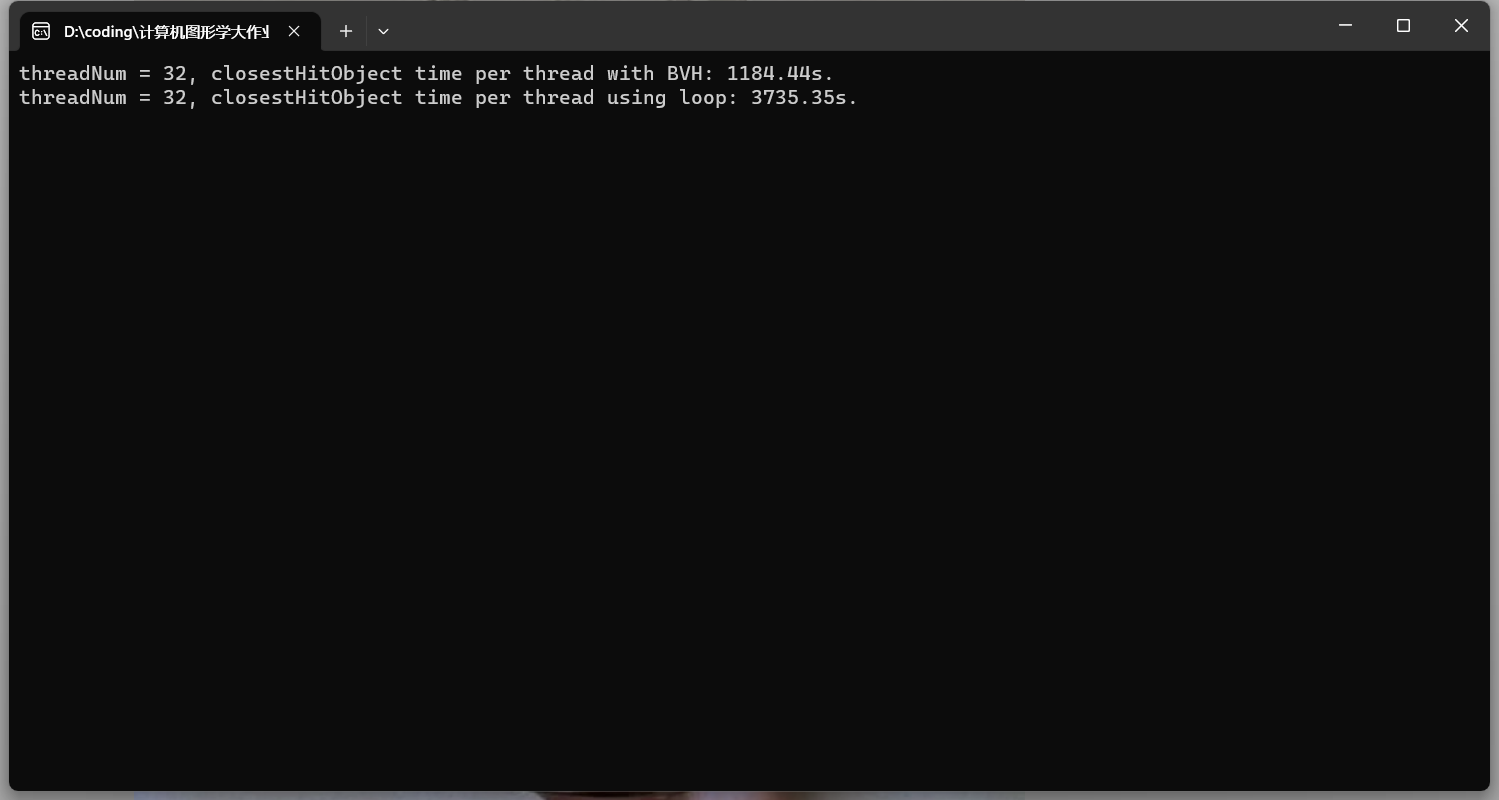 D:\coding\计算机图形学大作
threadNum = 32, closestHitObject time per thread with BVH: 1184.44s.
threadNum = 32, closestHitObject time per thread using loop: 3735.35s.